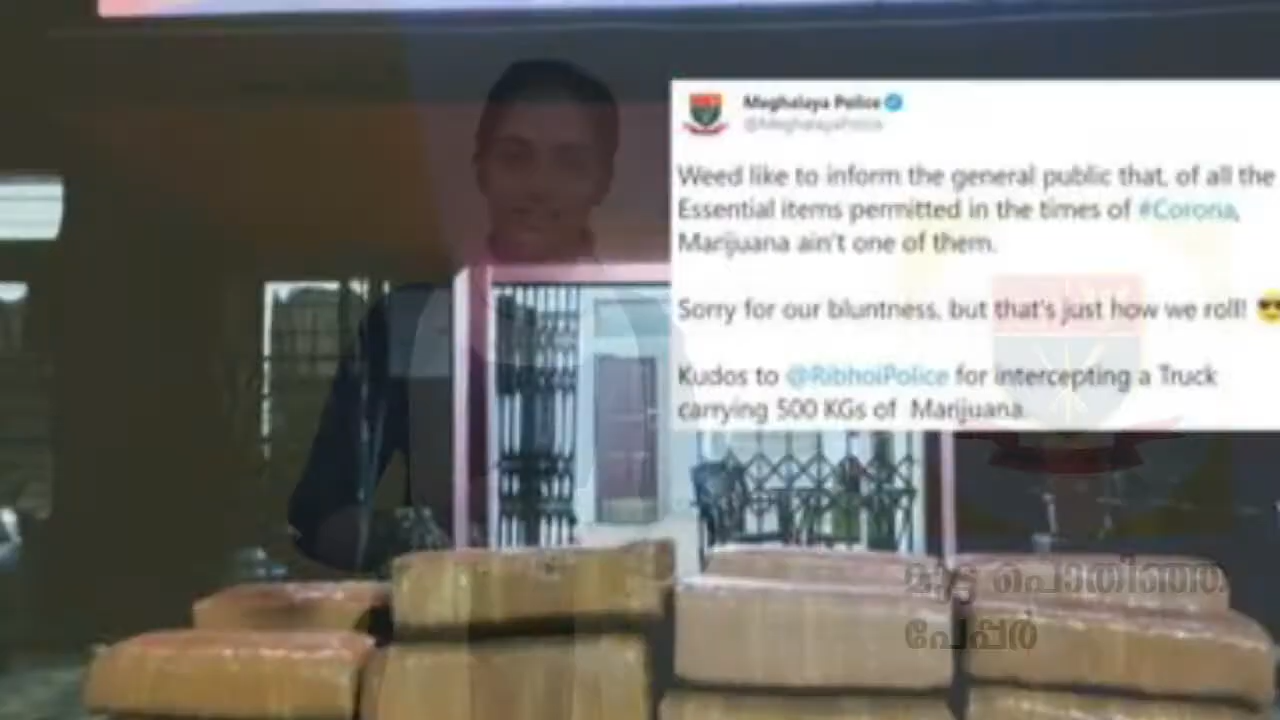 Meghalaya Police
@MeghalayaPolice
Weed like to inform the general public that, of all the
Essential items permitted in the times of #Corona,
Marijuana ain't one of them.
Sorry for our bluntness, but that's just how we roll! 😎
Kudos to @RibhoiPolice for intercepting a Truck
carrying 500 KGs of Marijuana.
മുട്ട പൊതിഞ്ഞ
പേപ്പർ